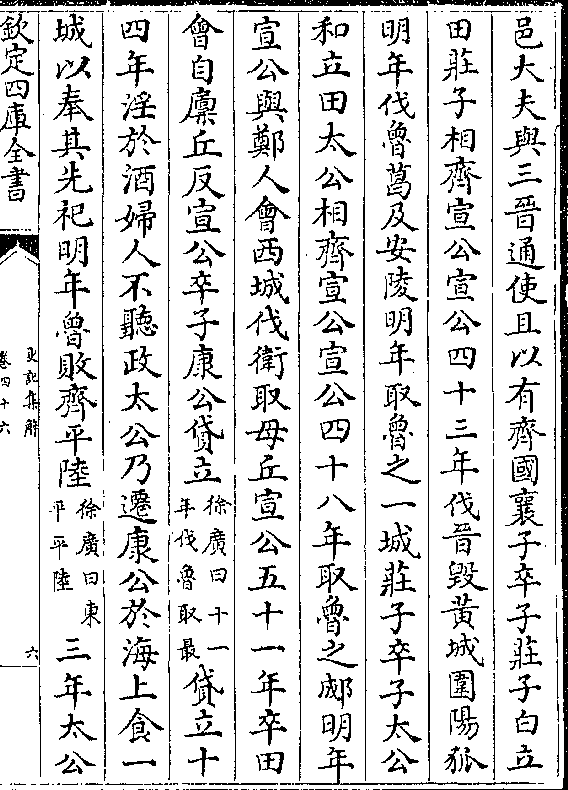 邑大夫與三晉通使且以有齊國襄子卒子莊子白立
田莊子相齊宣公宣公四十三年伐晉毀黃城圍陽狐
明年伐魯葛及安陵明年取魯之一城莊子卒子太公
和立田太公相齊宣公宣公四十八年取魯之郕明年
宣公與鄭人會西城伐衛取毋丘宣公五十一年卒田
會自廩丘反宣公卒子康公貸立徐廣曰十一年伐魯取最貸立十
四年淫於酒婦人不聽政太公乃遷康公於海上食一
城以奉其先祀明年魯敗齊平陸徐廣曰東平平陸三年太公
欽定四庫全書
史記集解
卷四十六
六